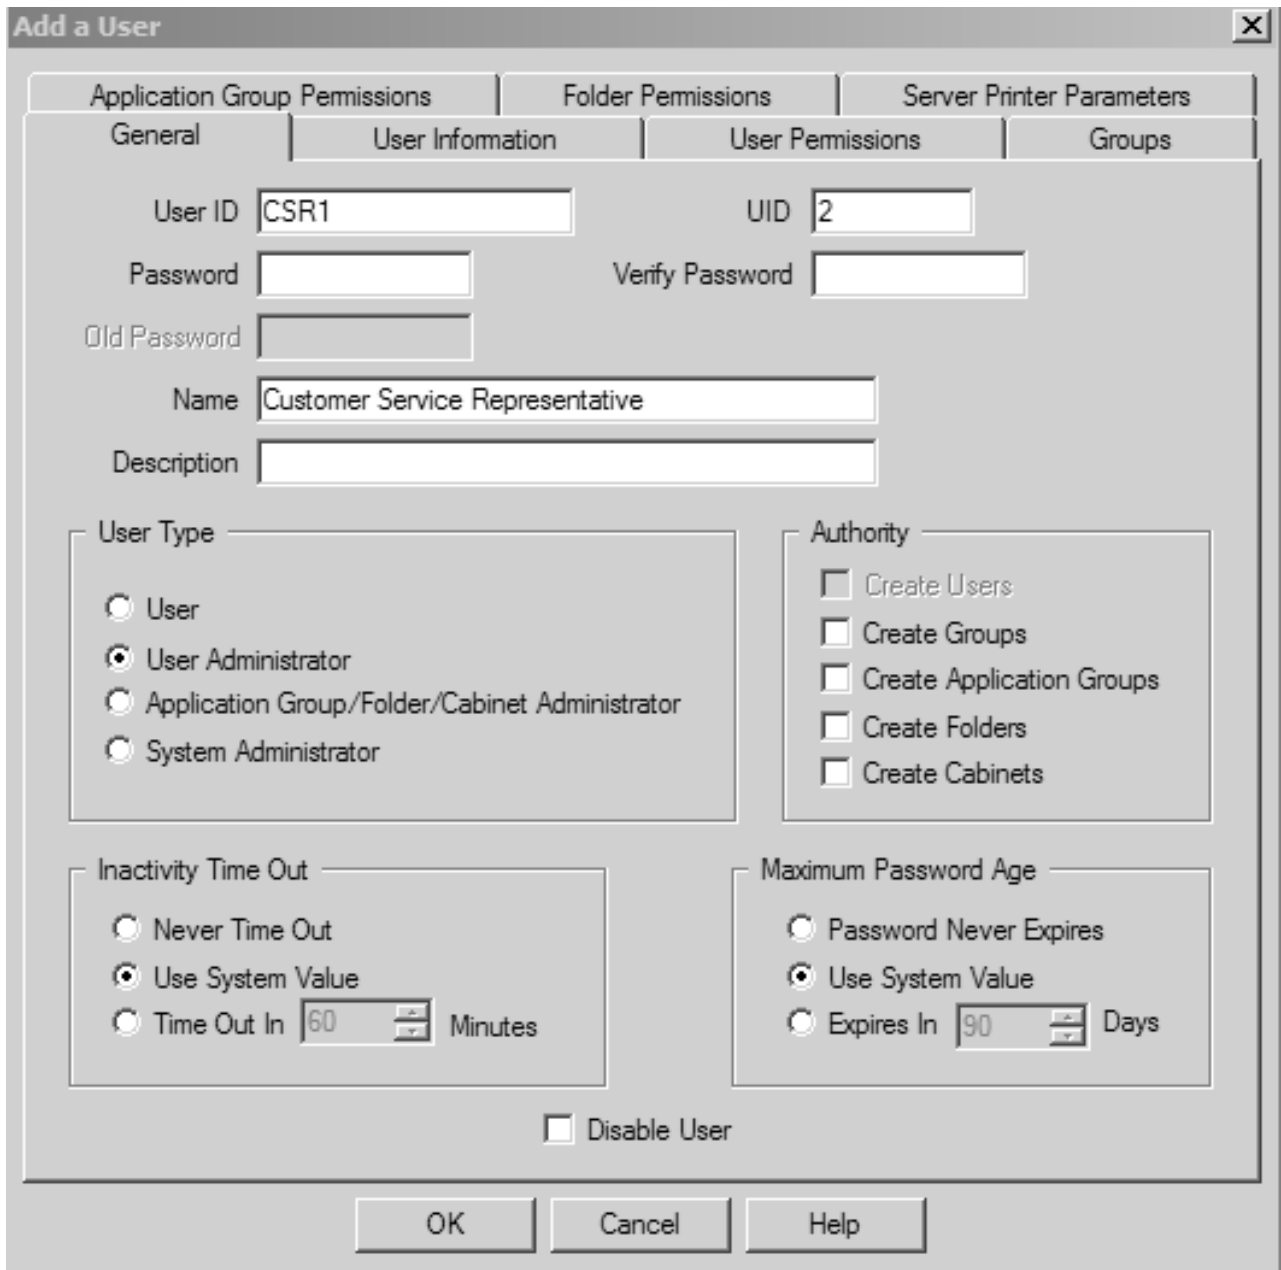 Add a User
Application Group Permissions Folder Permissions Server Printer Parameters
General User Information User Permissions Groups
User ID CSR1 UID 2
Password Verify Password
Old Password
Name Customer Service Representative
Description
User Type Authority
Create Users
User
Create Groups
User Administrator
Create Application Groups
Application Group/Folder/Cabinet Administrator
Create Folders
System Administrator
Create Cabinets
Inactivity Time Out Maximum Password Age
Never Time Out Password Never Expires
Use System Value Use System Value
Time Out In 60 Minutes Expires In 90 Days
Disable User
OK Cancel Help